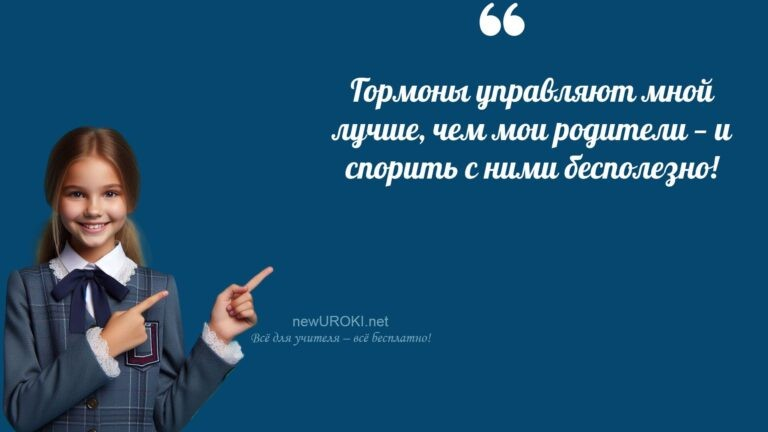 ❝
Гормоны управляют мной
лучше, чем мои родители – и
спорить с ними бесполезно!
newUROKI.net
Всё для учителя – всё бесплатно!